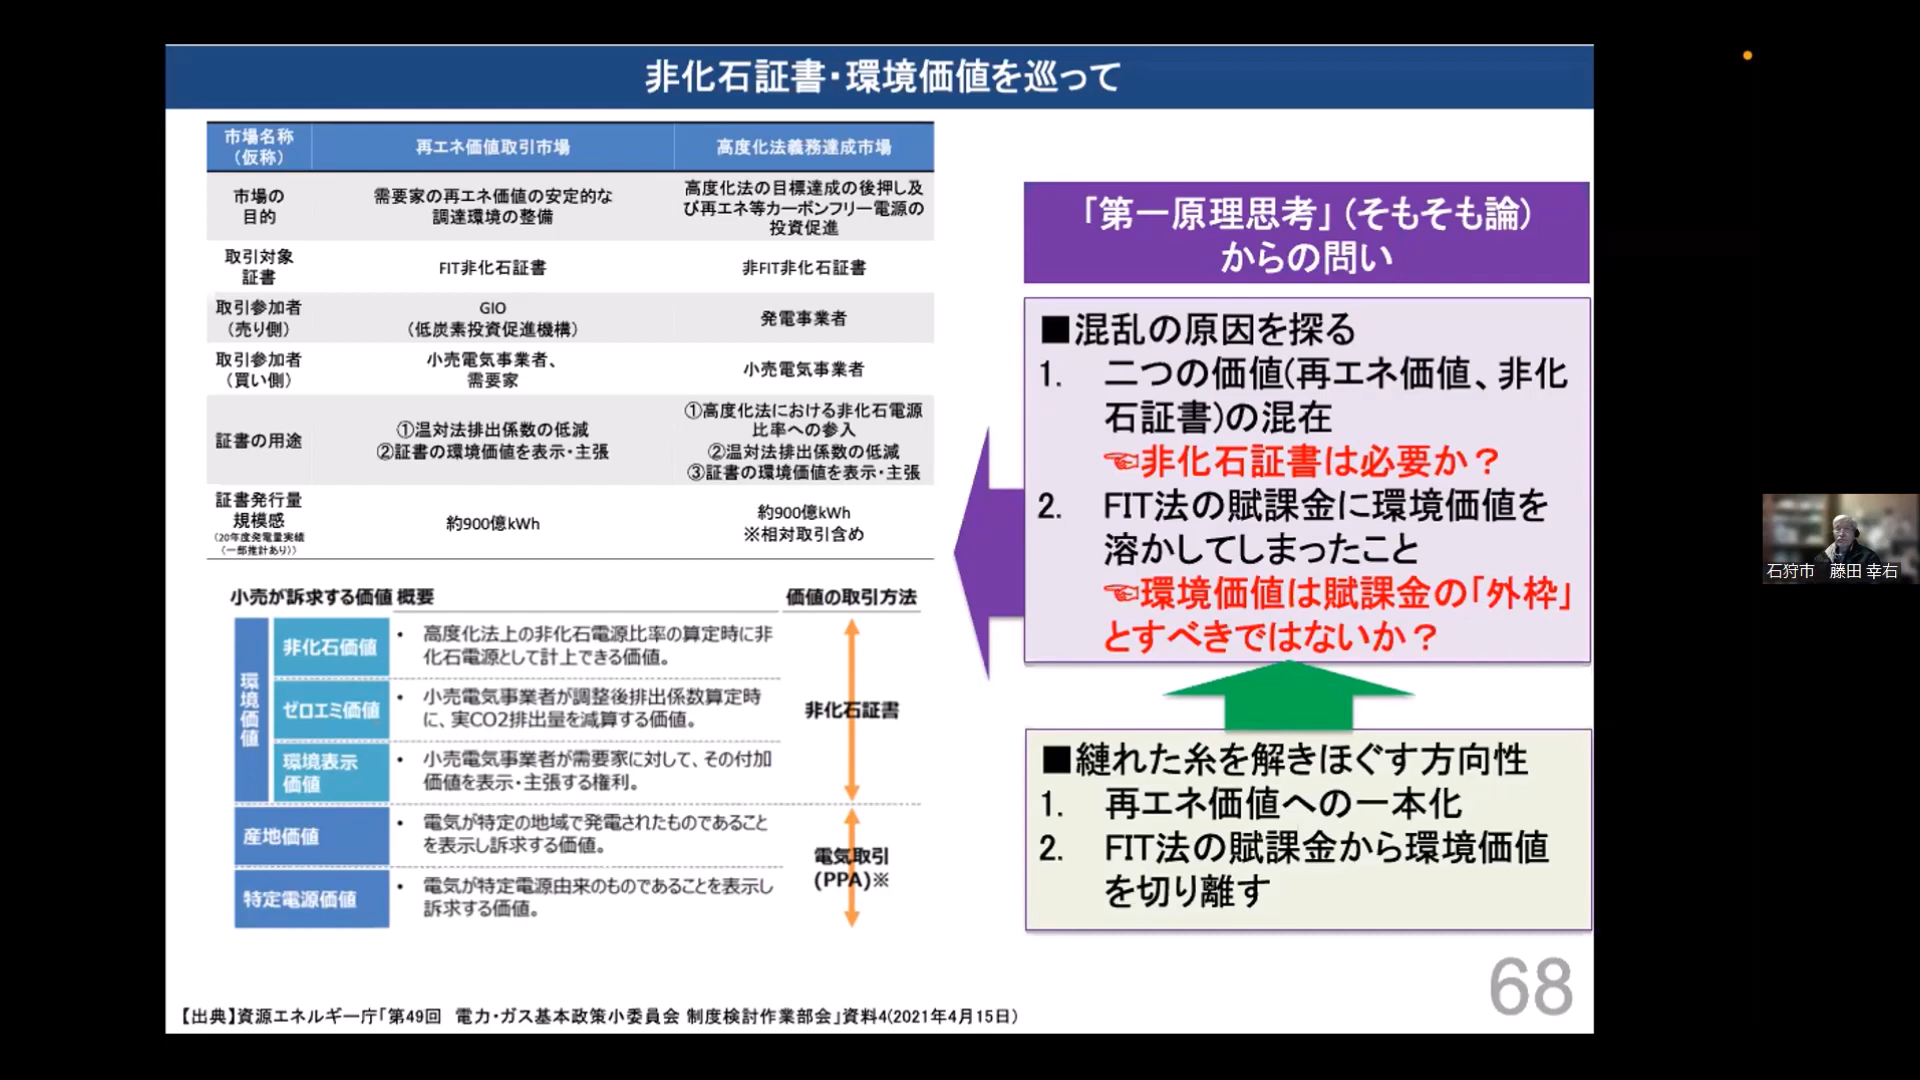 非化石証書・環境価値を巡って
市場名称
（仮称）
再エネ価値取引市場
高度化法義務達成市場
市場の
目的
需要家の再エネ価値の安定的な
調達環境の整備
高度化法の目標達成の後押し及
び再エネ等カーボンフリー電源の
投資促進
取引対象
証書
FIT非化石証書
非FIT非化石証書
取引参加者
（売り側）
GIO
（低炭素投資促進機構）
発電事業者
取引参加者
（買い側）
小売電気事業者、
需要家
小売電気事業者
証書の用途
①温対法排出係数の低減
②証書の環境価値を表示・主張
①高度化法における非化石電源
比率への参入
②温対法排出係数の低減
③証書の環境価値を表示・主張
証書発行量
規模感
（20年度発電量実績
（一部推計あり））
約900億kWh
約900億kWh
※相対取引含め
小売が訴求する価値 概要
価値の取引方法
環境価値
非化石価値
• 高度化法上の非化石電源比率の算定時に非
化石電源として計上できる価値。
ゼロエミ価値
• 小売電気事業者が調整後排出係数算定時
に、実CO2排出量を減算する価値。
環境表示
価値
• 小売電気事業者が需要家に対して、その付加
価値を表示・主張する権利。
非化石証書
産地価値
• 電気が特定の地域で発電されたものであること
を表示し訴求する価値。
特定電源価値
• 電気が特定電源由来のものであることを表示し
訴求する価値。
電気取引
(PPA)※
【出典】資源エネルギー庁「第49回　電力・ガス基本政策小委員会 制度検討作業部会」資料4(2021年4月15日)
「第一原理思考」（そもそも論）
からの問い
■混乱の原因を探る
1. 二つの価値(再エネ価値、非化
石証書)の混在
☜非化石証書は必要か？
2. FIT法の賦課金に環境価値を
溶かしてしまったこと
☜環境価値は賦課金の「外枠」
とすべきではないか？
■縺れた糸を解きほぐす方向性
1. 再エネ価値への一本化
2. FIT法の賦課金から環境価値
を切り離す
68
石狩市　藤田 幸右